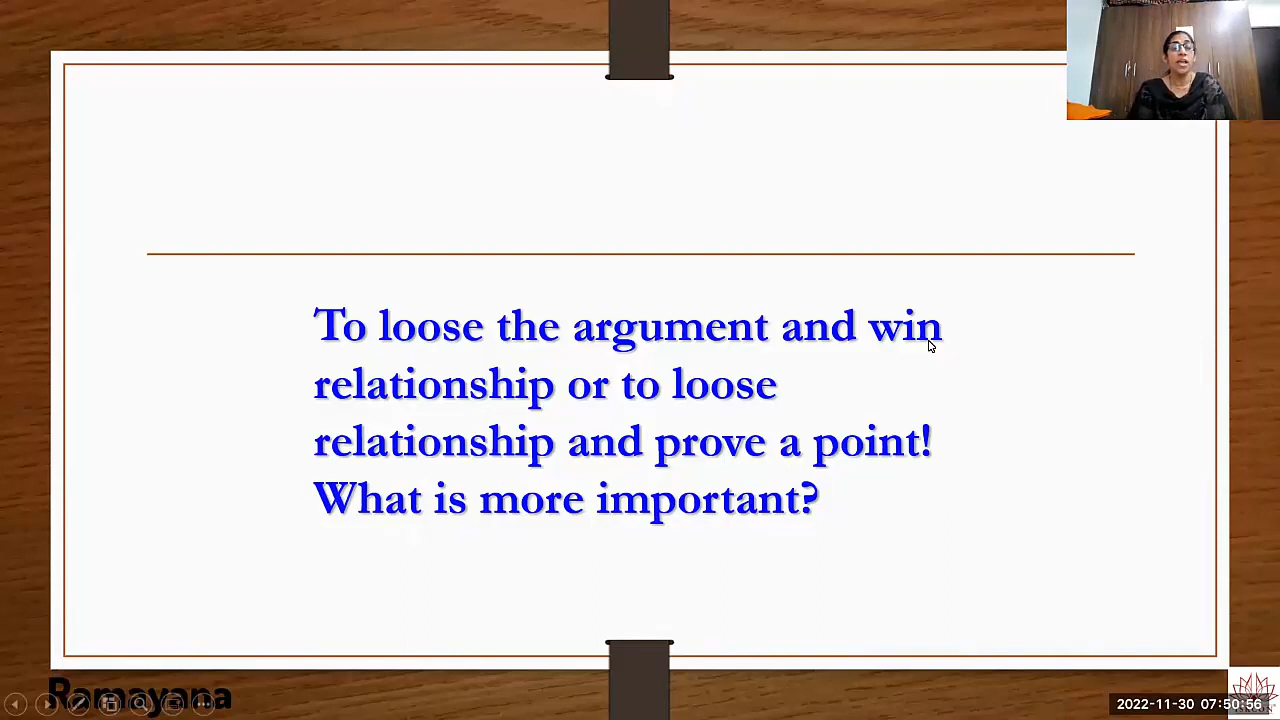 To loose the argument and win
relationship or to loose
relationship and prove a point!
What is more important?
Ramayana
2022-11-30 07:50:56